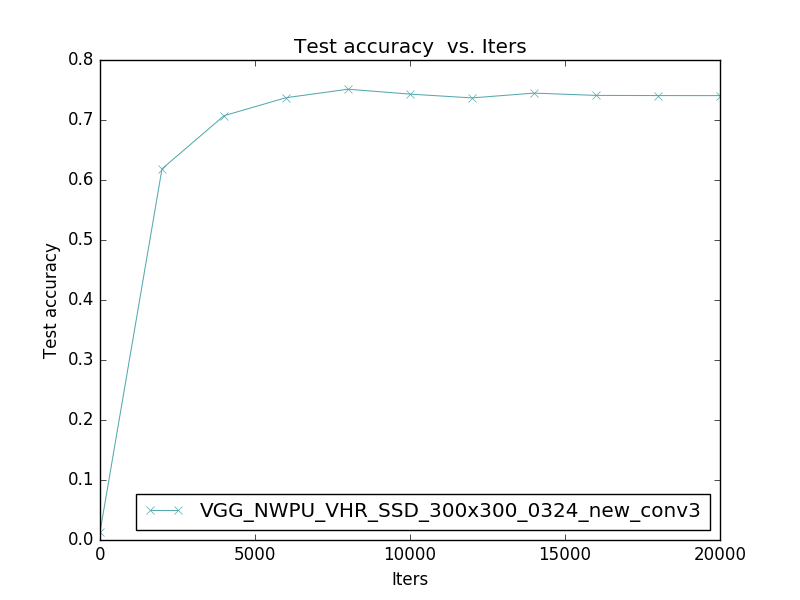 Test accuracy  vs. Iters
0.8
0.7
0.6
0.5
0.4
0.3
0.2
0.1
0.0
Test accuracy
VGG_NWPU_VHR_SSD_300x300_0324_new_conv3
0 5000 10000 15000 20000
Iters